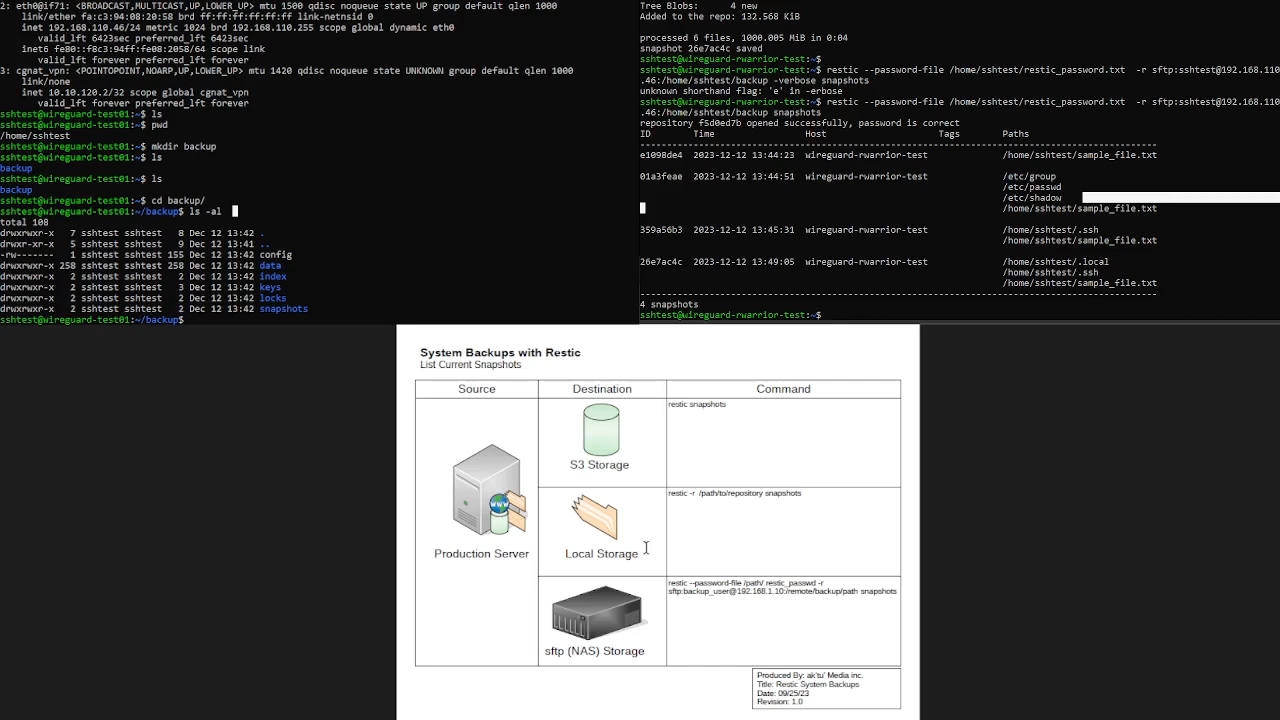 2: eth0@if71: <BROADCAST,MULTICAST,UP,LOWER_UP> mtu 1500 qdisc noqueue state UP group default qlen 1000
link/ether fa:c3:94:08:20:58 brd ff:ff:ff:ff:ff:ff link-netnsid 0
inet 192.168.110.46/24 metric 1024 brd 192.168.110.255 scope global dynamic eth0
valid_lft 6423sec preferred_lft 6423sec
inet6 fe80::f8c3:94ff:fe08:2058/64 scope link
valid_lft forever preferred_lft forever
3: cgnat_vpn: <POINTOPOINT,NOARP,UP,LOWER_UP> mtu 1420 qdisc noqueue state UNKNOWN group default qlen 1000
link/none
inet 10.10.120.2/32 scope global cgnat_vpn
valid_lft forever preferred_lft forever
sshtest@wireguard-test01:~$ ls
sshtest@wireguard-test01:~$ pwd
/home/sshtest
sshtest@wireguard-test01:~$ mkdir backup
sshtest@wireguard-test01:~$ ls
backup
sshtest@wireguard-test01:~$ ls
backup
sshtest@wireguard-test01:~$ cd backup/
sshtest@wireguard-test01:~/backup$ ls -al
total 108
drwxrwxr-x 7 sshtest sshtest 8 Dec 12 13:42 .
drwxr-xr-x 5 sshtest sshtest 9 Dec 12 13:41 ..
-rw------- 1 sshtest sshtest 155 Dec 12 13:42 config
drwxrwxr-x 258 sshtest sshtest 258 Dec 12 13:42 data
drwxrwxr-x 2 sshtest sshtest 2 Dec 12 13:42 index
drwxrwxr-x 2 sshtest sshtest 3 Dec 12 13:42 keys
drwxrwxr-x 2 sshtest sshtest 2 Dec 12 13:42 locks
drwxrwxr-x 2 sshtest sshtest 2 Dec 12 13:42 snapshots
sshtest@wireguard-test01:~/backup$
Tree Blobs: 4 new
Added to the repo: 132.568 KiB
processed 6 files, 1000.005 MiB in 0:04
snapshot 26e7ac4c saved
sshtest@wireguard-rwarrior-test:~$
sshtest@wireguard-rwarrior-test:~$ restic --password-file /home/sshtest/restic_password.txt -r sftp:sshtest@192.168.110
.46:/home/sshtest/backup -verbose snapshots
unknown shorthand flag: 'e' in -erbose
sshtest@wireguard-rwarrior-test:~$ restic --password-file /home/sshtest/restic_password.txt -r sftp:sshtest@192.168.110
.46:/home/sshtest/backup snapshots
repository f5d0ed7b opened successfully, password is correct
ID Time Host Tags Paths
--------------------------------------------------------------------------------
e1098de4 2023-12-12 13:44:23 wireguard-rwarrior-test /home/sshtest/sample_file.txt
01a3feae 2023-12-12 13:44:51 wireguard-rwarrior-test /etc/group
/etc/passwd
/etc/shadow
/home/sshtest/sample_file.txt
359a56b3 2023-12-12 13:45:31 wireguard-rwarrior-test /home/sshtest/.ssh
/home/sshtest/sample_file.txt
26e7ac4c 2023-12-12 13:49:05 wireguard-rwarrior-test /home/sshtest/.local
/home/sshtest/.ssh
/home/sshtest/sample_file.txt
--------------------------------------------------------------------------------
4 snapshots
sshtest@wireguard-rwarrior-test:~$
System Backups with Restic
List Current Snapshots
Source Destination Command
restic snapshots
S3 Storage
restic -r /path/to/repository snapshots
WWW
Production Server
Local Storage
restic --password-file /path/.restic_passwd -r
sftp:backup_user@192.168.1.10:/remote/backup/path snapshots
sftp (NAS) Storage
Produced By: ak'tu' Media inc.
Title: Restic System Backups
Date: 09/25/23
Revision: 1.0